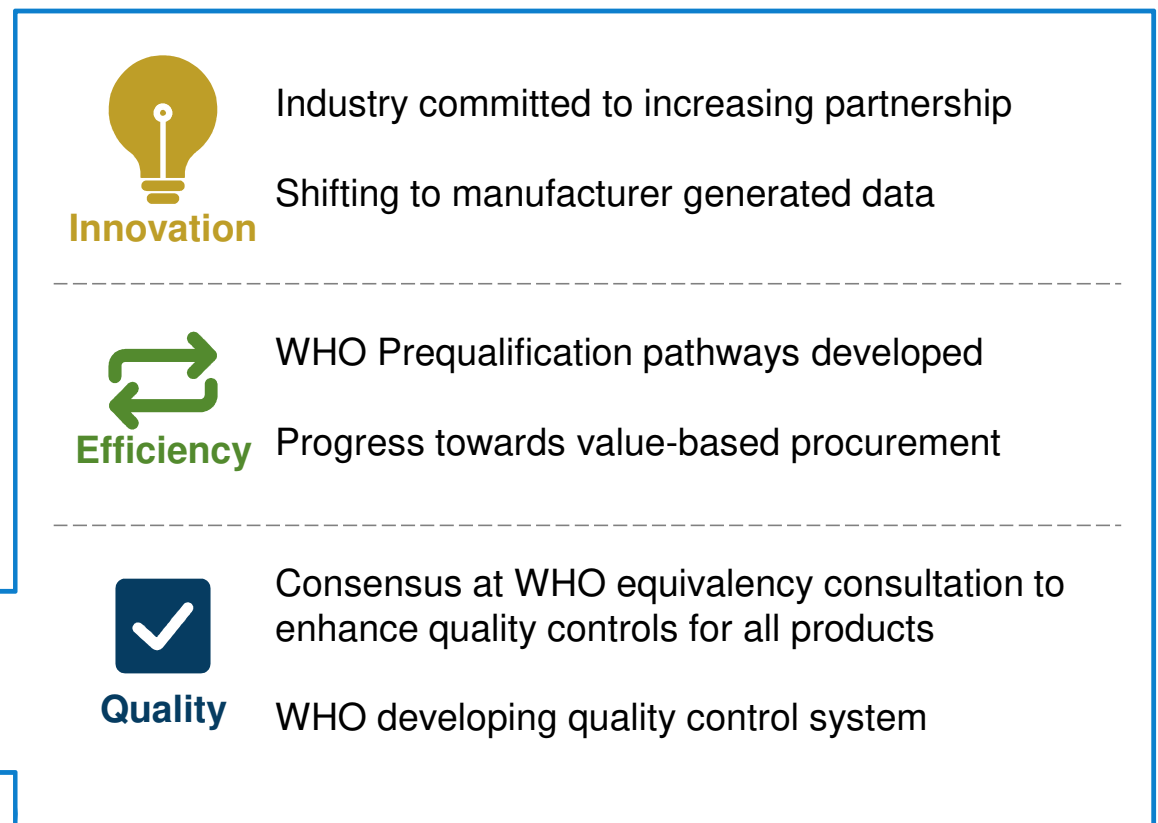 Industry committed to increasing partnership
Shifting to manufacturer generated data
Innovation
WHO Prequalification pathways developed
Progress towards value-based procurement
Efficiency
Consensus at WHO equivalency consultation to
enhance quality controls for all products
Quality
WHO developing quality control system